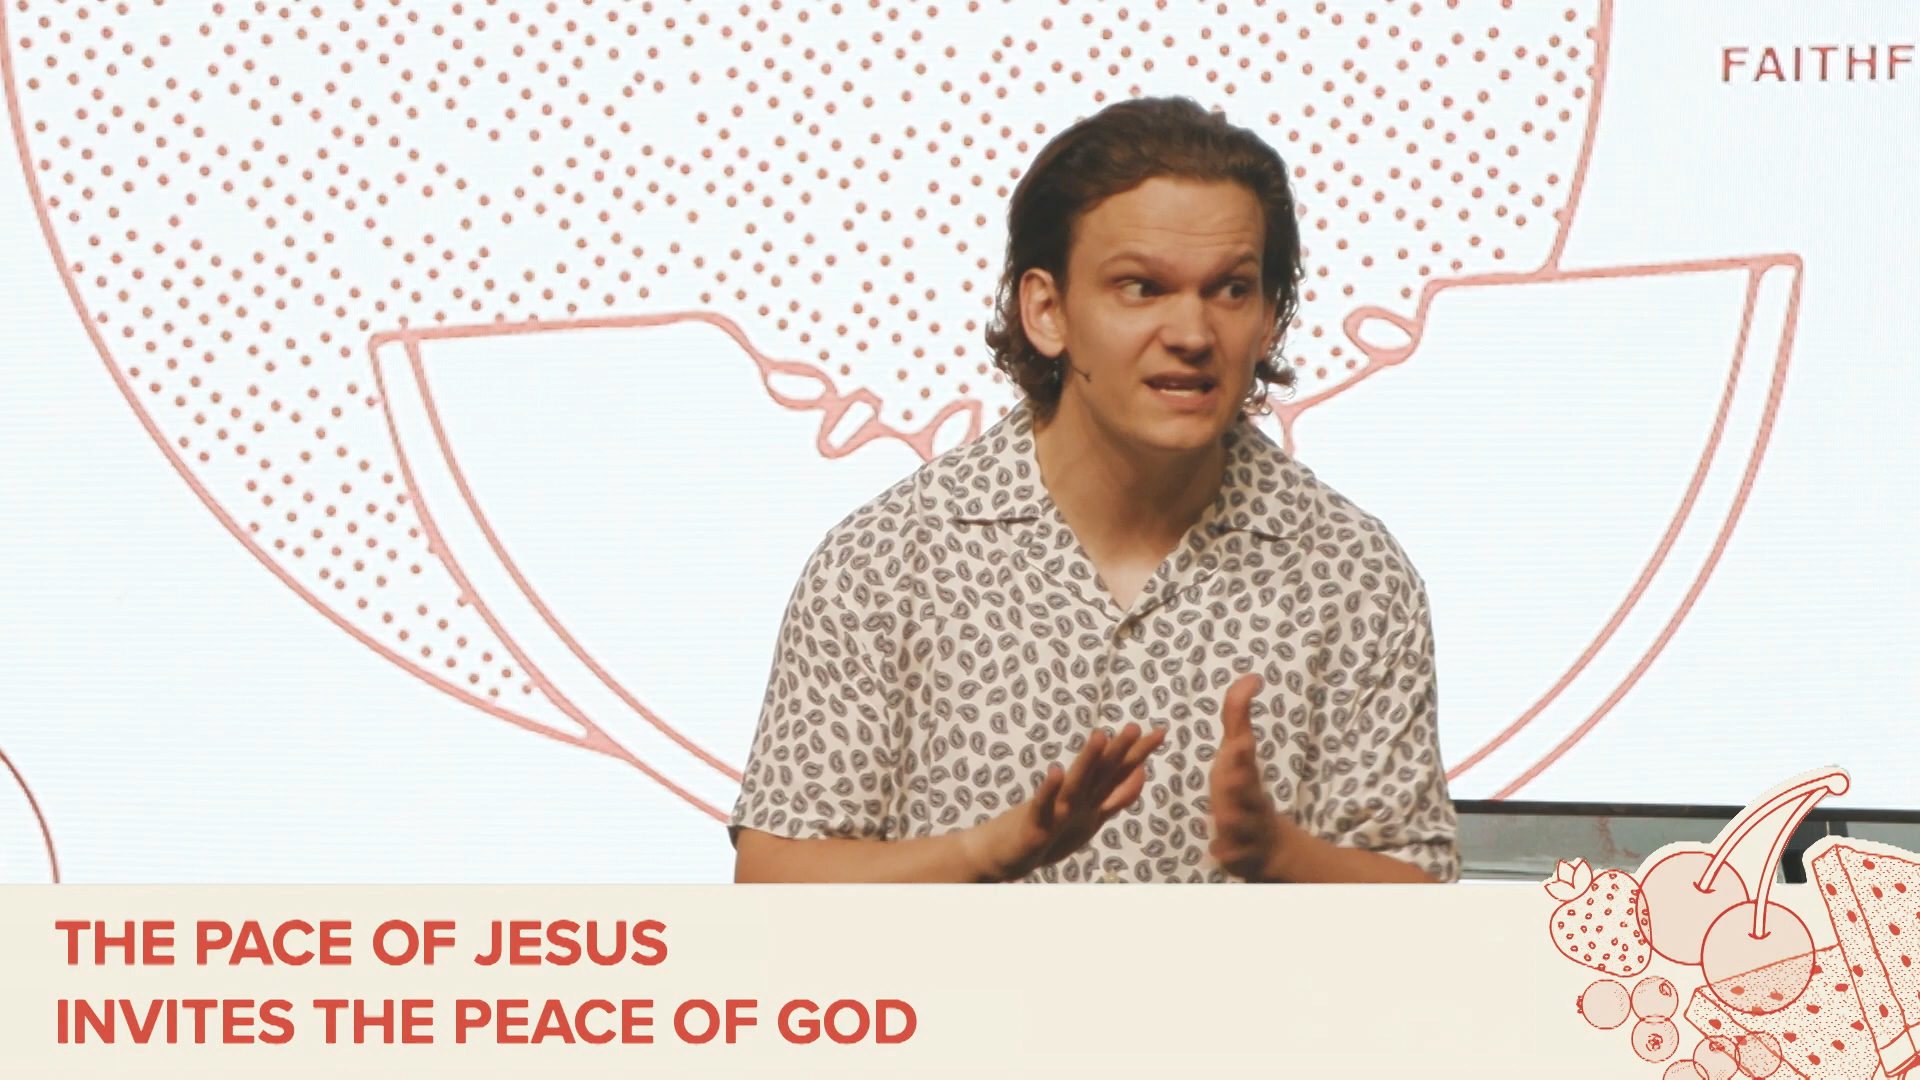 FAITHF
THE PACE OF JESUS
INVITES THE PEACE OF GOD